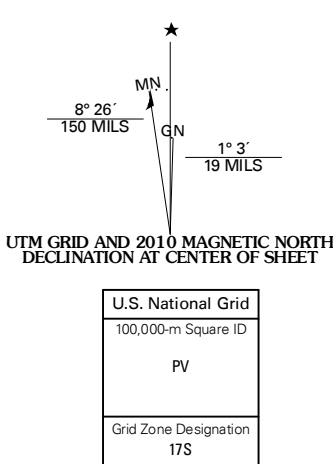 ★
MN
8° 26´
150 MILS
GN
1° 3´
19 MILS
UTM GRID AND 2010 MAGNETIC NORTH
DECLINATION AT CENTER OF SHEET
U.S. National Grid
100,000-m Square ID
PV
Grid Zone Designation
17S